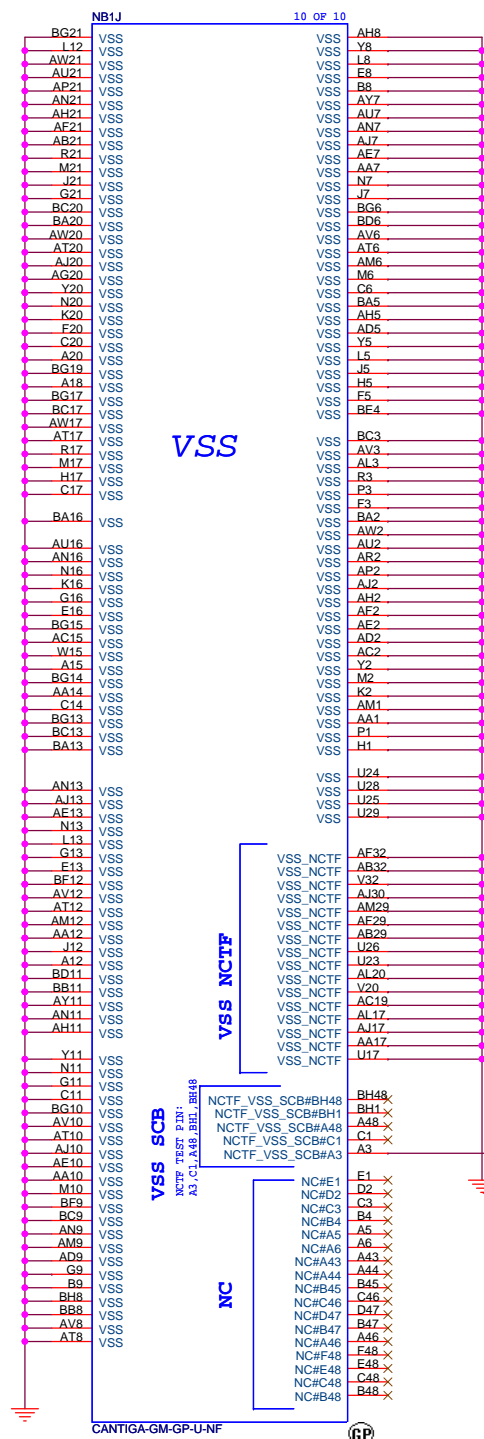 NB1J 10 OF 10
BG21 VSS VSS AH8
L12 VSS VSS Y8
AW21 VSS VSS L8
AU21 VSS VSS E8
AP21 VSS VSS B8
AN21 VSS VSS AY7
AH21 VSS VSS AU7
AF21 VSS VSS AN7
AB21 VSS VSS AJ7
R21 VSS VSS AE7
M21 VSS VSS AA7
J21 VSS VSS N7
G21 VSS VSS J7
BC20 VSS VSS BG6
BA20 VSS VSS BD6
AW20 VSS VSS AV6
AT20 VSS VSS AT6
AJ20 VSS VSS AM6
AG20 VSS VSS M6
Y20 VSS VSS C6
N20 VSS VSS BA5
K20 VSS VSS AH5
F20 VSS VSS AD5
C20 VSS VSS Y5
A20 VSS VSS L5
BG19 VSS VSS J5
A18 VSS VSS H5
BG17 VSS VSS F5
BC17 VSS VSS BE4
AW17 VSS
AT17 VSS VSS BC3
VSS
R17 VSS VSS AV3
M17 VSS VSS AL3
H17 VSS VSS R3
C17 VSS VSS P3
VSS F3
BA16 VSS VSS BA2
VSS AW2
AU16 VSS VSS AU2
AN16 VSS VSS AR2
N16 VSS VSS AP2
K16 VSS VSS AJ2
G16 VSS VSS AH2
E16 VSS VSS AF2
BG15 VSS VSS AE2
AC15 VSS VSS AD2
W15 VSS VSS AC2
A15 VSS VSS Y2
BG14 VSS VSS M2
AA14 VSS VSS K2
C14 VSS VSS AM1
BG13 VSS VSS AA1
BC13 VSS VSS P1
BA13 VSS VSS H1
VSS U24
AN13 VSS VSS U28
AJ13 VSS VSS U25
AE13 VSS VSS U29
N13 VSS
L13 VSS
G13 VSS VSS_NCTF AF32
E13 VSS VSS_NCTF AB32
BF12 VSS VSS_NCTF V32
AV12 VSS VSS_NCTF AJ30
AT12 VSS VSS_NCTF AM29
AM12 VSS VSS_NCTF AF29
AA12 VSS VSS_NCTF AB29
J12 VSS VSS_NCTF U26
A12 VSS VSS_NCTF U23
BD11 VSS VSS_NCTF AL20
BB11 VSS VSS_NCTF V20
AY11 VSS VSS_NCTF AC19
AN11 VSS VSS_NCTF AL17
AH11 VSS VSS_NCTF AJ17
VSS_NCTF AA17
Y11 VSS VSS_NCTF U17
VSS NCTF
N11 VSS
G11 VSS
C11 VSS NCTF_VSS_SCB#BH48 BH48
BG10 VSS NCTF_VSS_SCB#BH1 BH1
AV10 VSS NCTF_VSS_SCB#A48 A48
AT10 VSS NCTF_VSS_SCB#C1 C1
AJ10 VSS NCTF_VSS_SCB#A3 A3
VSS SCB
NCTF TEST PIN:
A3,C1,A48,BH1,BH48
AE10 VSS
AA10 VSS NC#E1 E1
M10 VSS NC#D2 D2
BF9 VSS NC#C3 C3
BC9 VSS NC#B4 B4
AN9 VSS NC#A5 A5
AM9 VSS NC#A6 A6
AD9 VSS NC#A43 A43
G9 VSS NC#A44 A44
B9 VSS NC#B45 B45
BH8 VSS NC#C46 C46
BB8 VSS NC#D47 D47
AV8 VSS NC#B47 B47
AT8 VSS NC#A46 A46
NC#F48 F48
NC#E48 E48
NC#C48 C48
NC#B48 B48
NC
CANTIGA-GM-GP-U-NF
GP